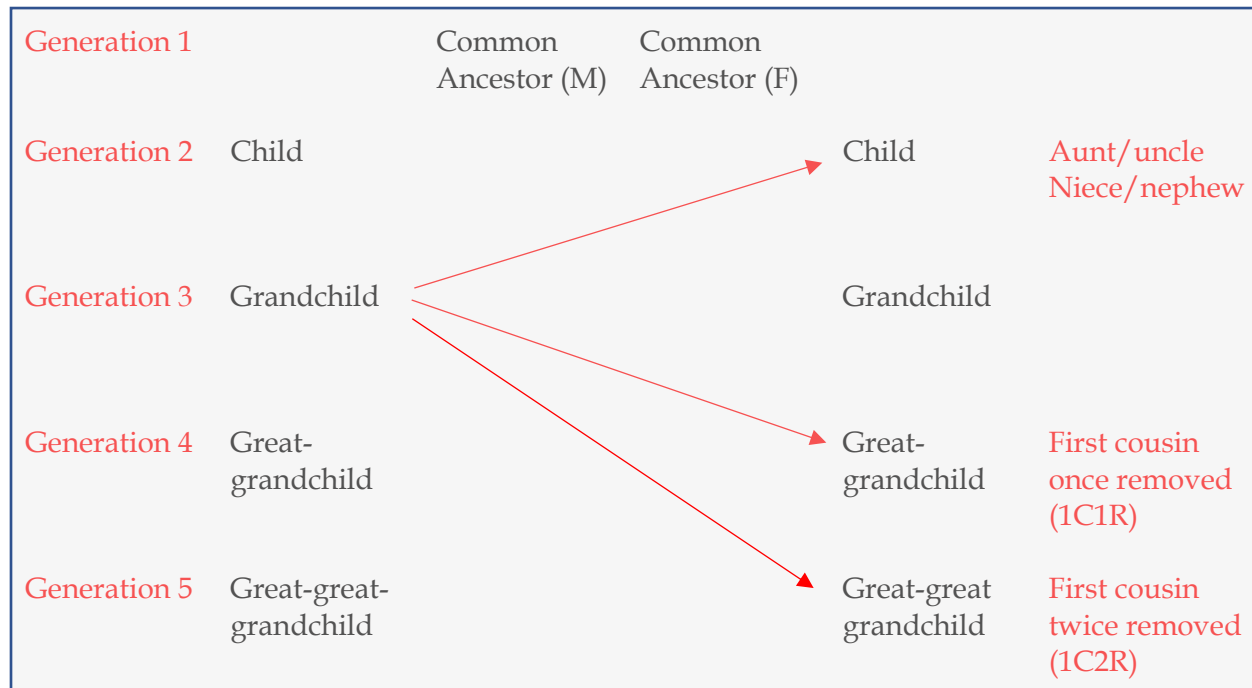 Generation 1
Common
Ancestor (M)
Common
Ancestor (F)
Generation 2
Child
Child
Aunt/uncle
Niece/nephew
Generation 3
Grandchild
Grandchild
Generation 4
Great-
grandchild
Great-
grandchild
First cousin
once removed
(1C1R)
Generation 5
Great-great-
grandchild
Great-great
grandchild
First cousin
twice removed
(1C2R)